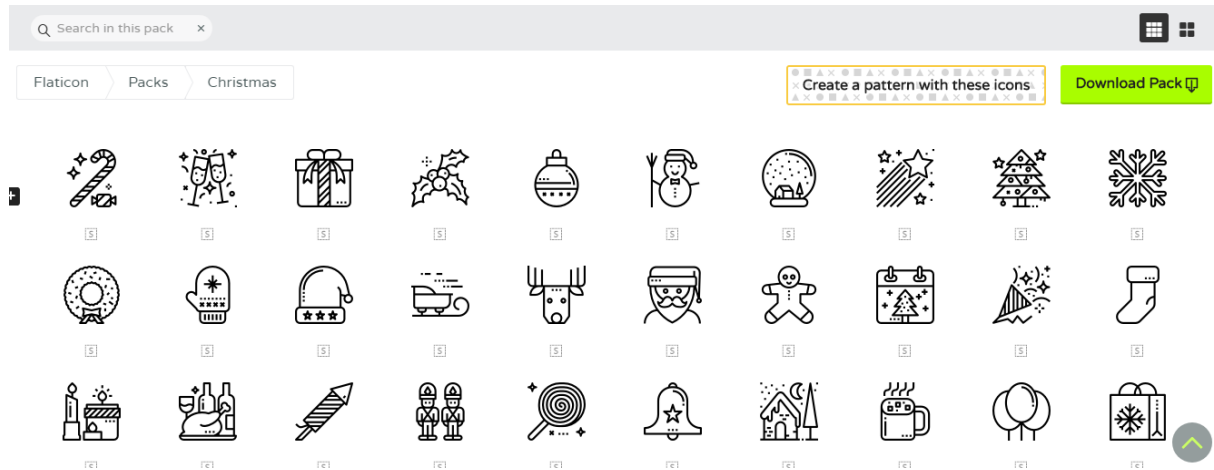 Search in this pack ×
Flaticon Packs Christmas
Create a pattern with these icons
Download Pack
S S S S S S S S S S
S S S S S S S S S S
S S S S S S S S S S